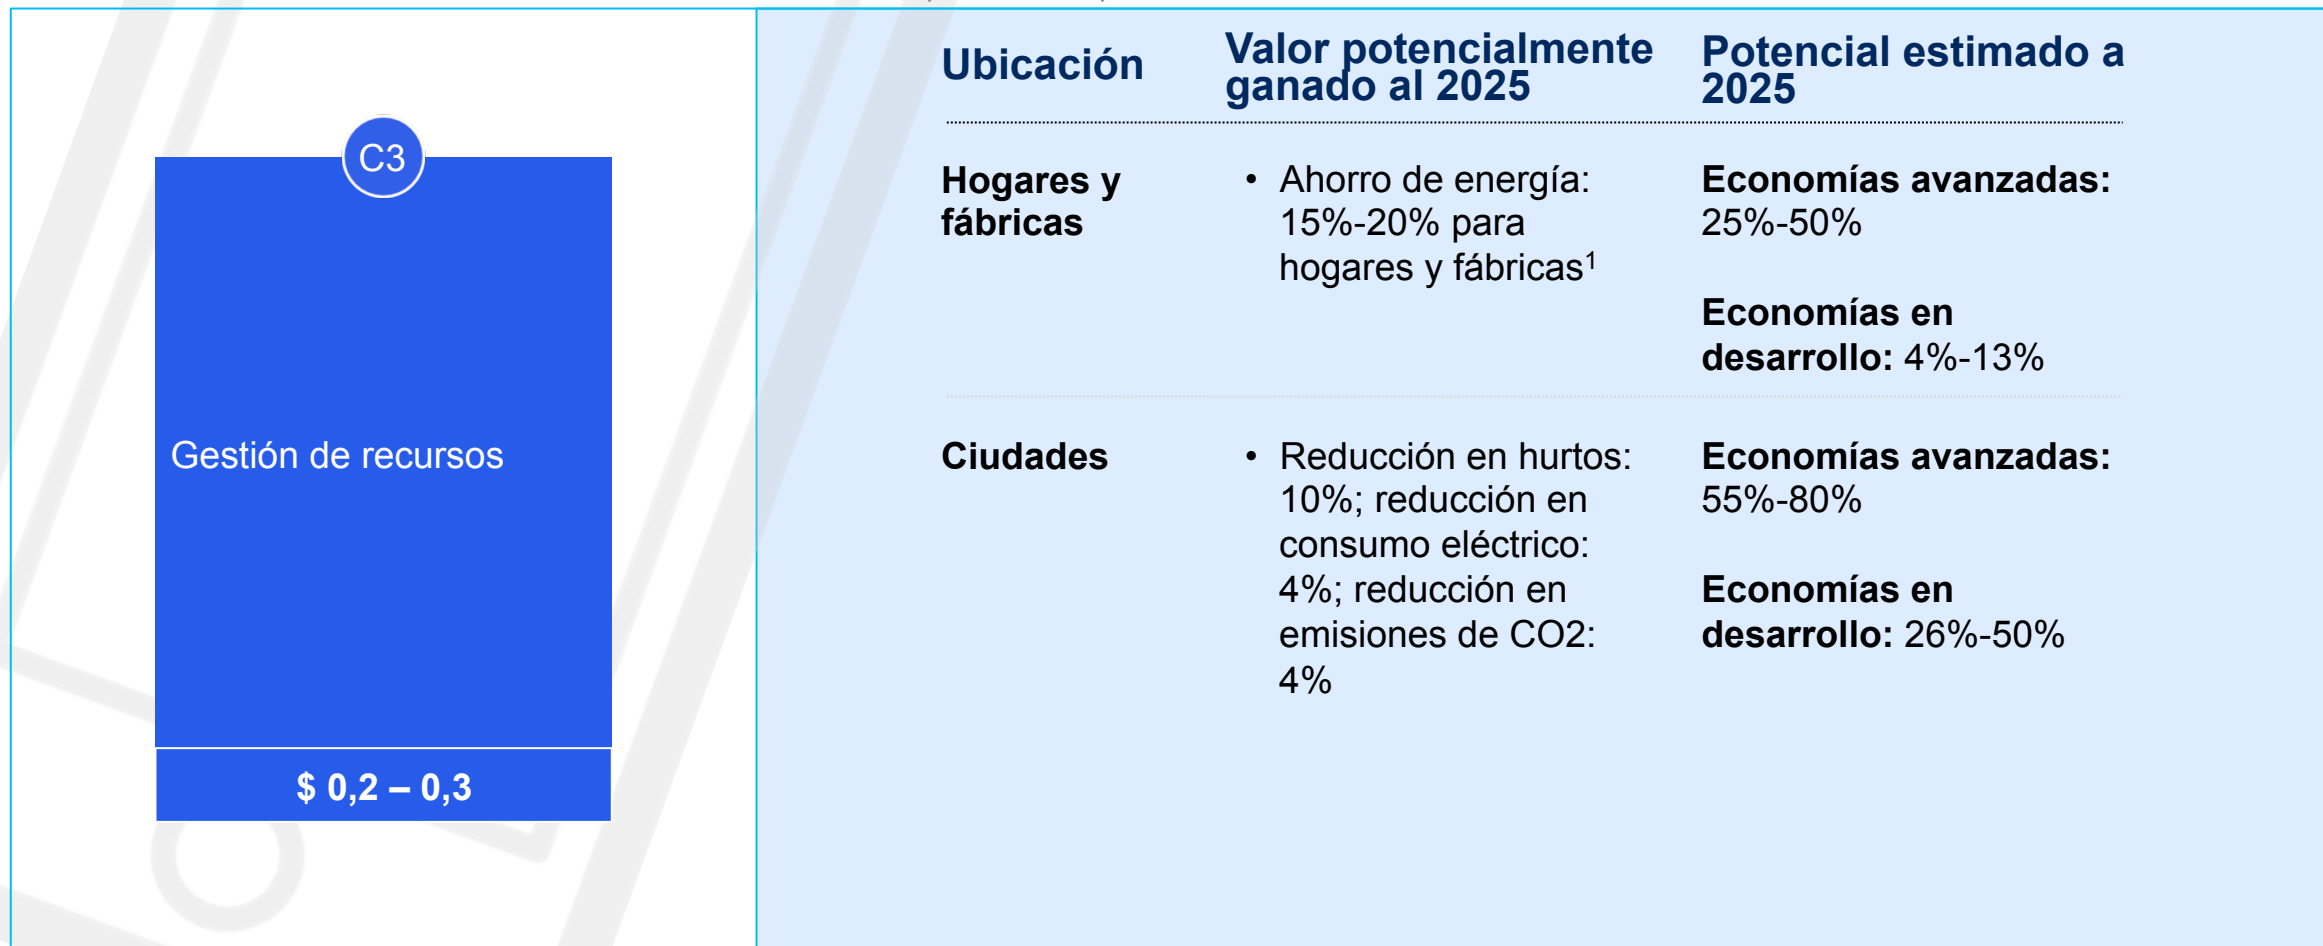 C3
Gestión de recursos
$ 0,2 – 0,3
Ubicación
Valor potencialmente
ganado al 2025
Potencial estimado a
2025
Hogares y
fábricas
• Ahorro de energía:
15%-20% para
hogares y fábricas¹
Economías avanzadas:
25%-50%
Economías en
desarrollo: 4%-13%
Ciudades
• Reducción en hurtos:
10%; reducción en
consumo eléctrico:
4%; reducción en
emisiones de CO2:
4%
Economías avanzadas:
55%-80%
Economías en
desarrollo: 26%-50%